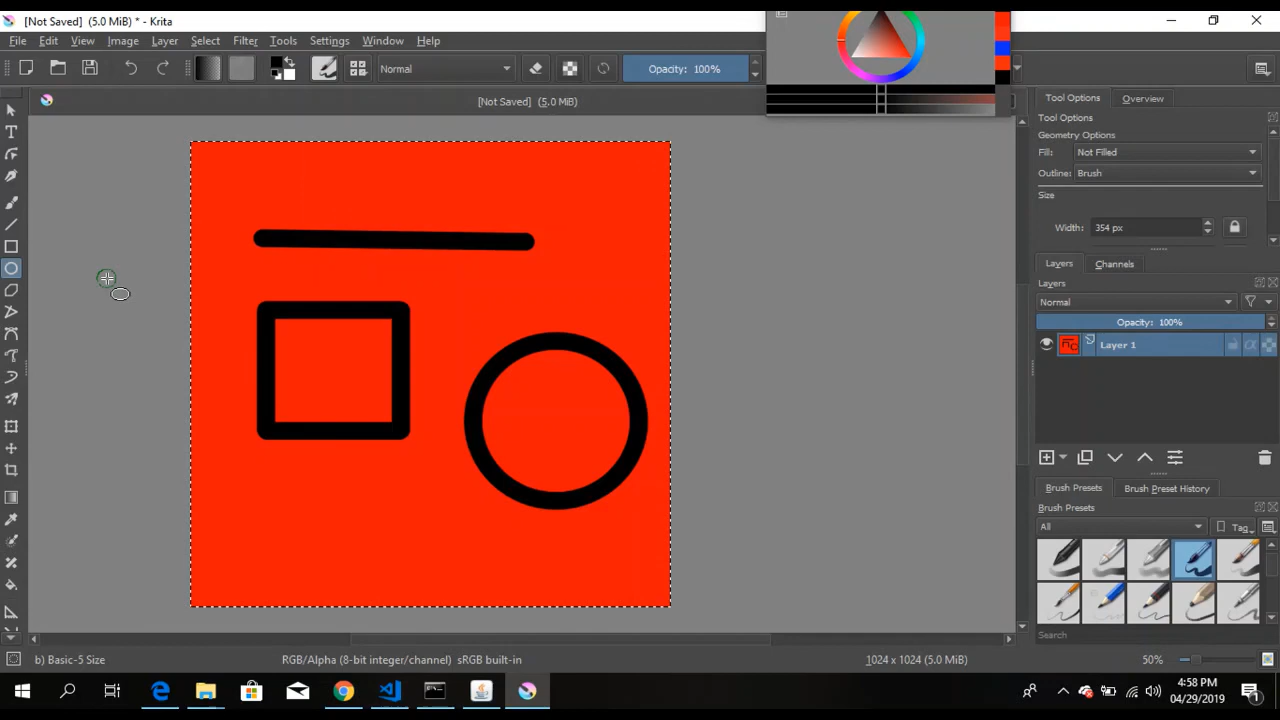 [Not Saved] (5.0 MiB) * - Krita
File Edit View Image Layer Select Filter Tools Settings Window Help
Normal Opacity: 100%
[Not Saved] (5.0 MiB)
Tool Options Overview
Tool Options
Geometry Options
Fill: Not Filled
Outline: Brush
Size
Width: 354 px
Layers Channels
Layers
Normal
Opacity: 100%
Layer 1
Brush Presets Brush Preset History
Brush Presets
All Tag
Search
b) Basic-5 Size RGB/Alpha (8-bit integer/channel) sRGB built-in 1024 x 1024 (5.0 MiB) 50%
4:58 PM
04/29/2019
1